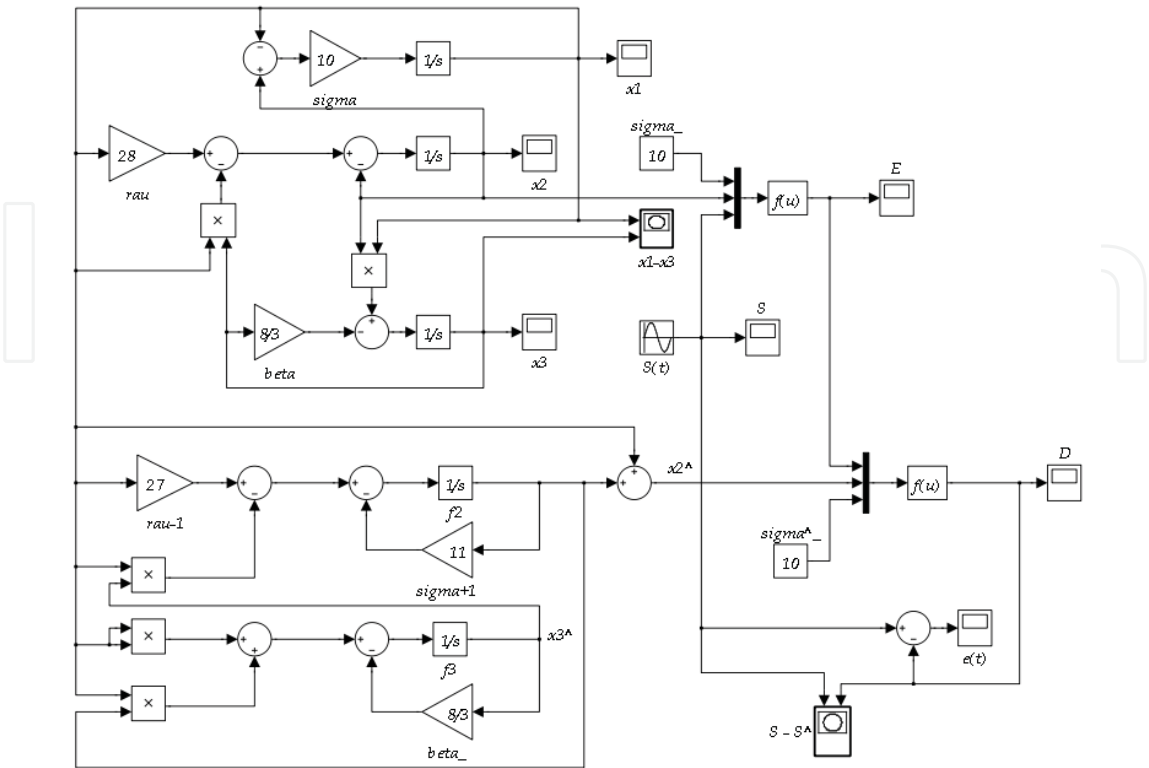 10
1/s
x1
sigma
28
rau
1/s
x2
sigma_
10
f(u)
E
×
x1-x3
×
8/3
beta
1/s
x3
S(t)
S
27
rau-1
1/s
f2
11
sigma+1
x2^
f(u)
D
sigma^_
10
×
×
1/s
f3
x3^
e(t)
×
8/3
beta_
S - S^